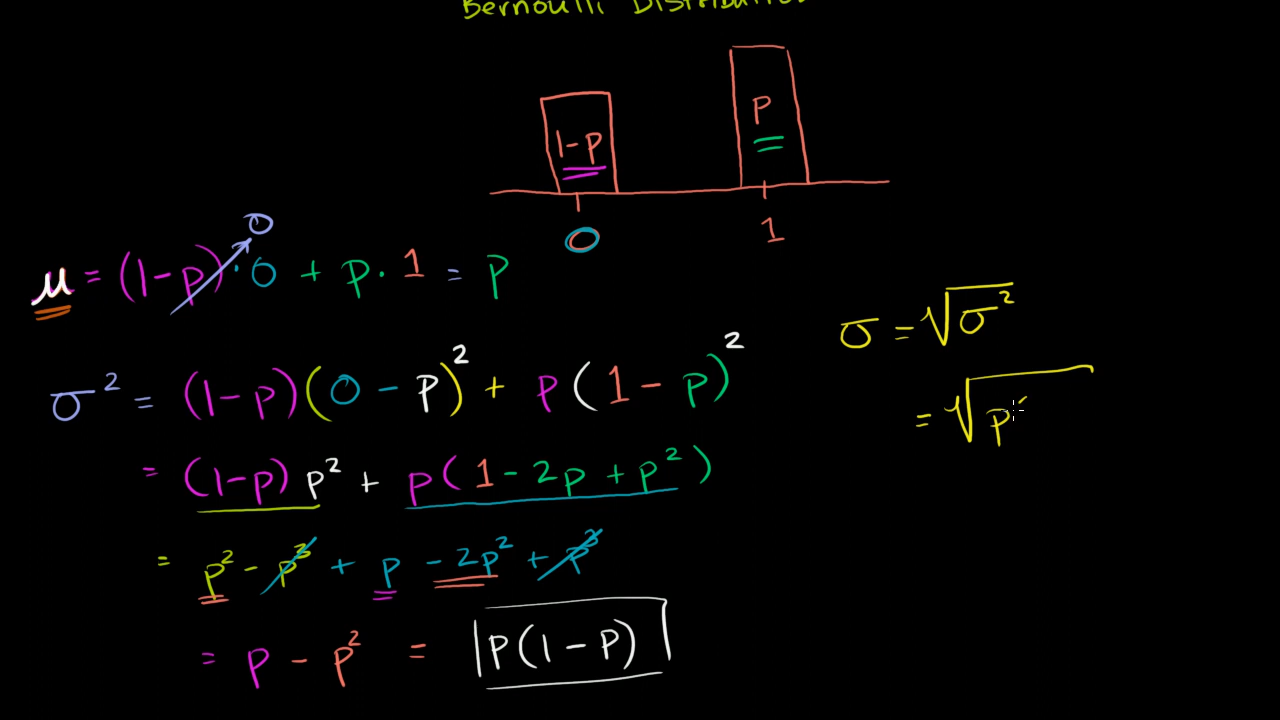 Bernoulli Distribution
1-p
p
0
1
μ = (1-p)·0 + p·1 = p
0
σ² = (1-p)(0-p)² + p(1-p)²
= (1-p)p² + p(1-2p+p²)
= p² - p³ + p - 2p² + p³
= p - p² = p(1-p)
σ = √σ²
= √p